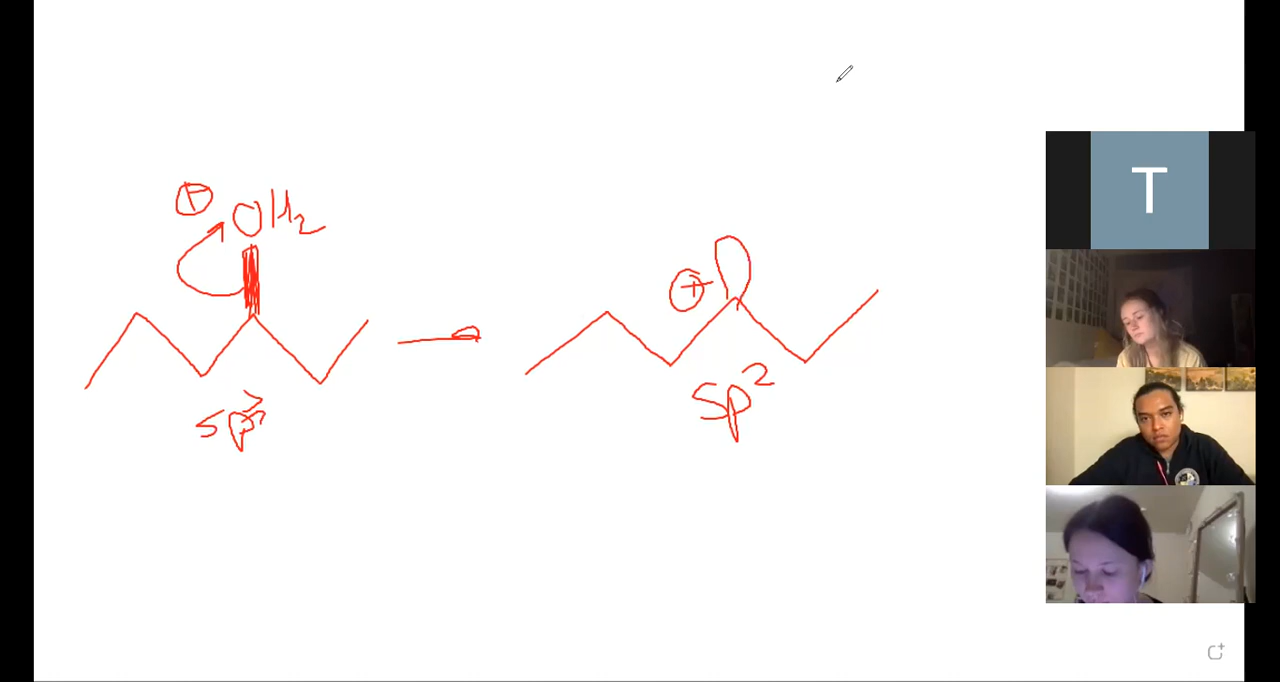 ⊕
OH₂
⊕
sp³
sp²
T